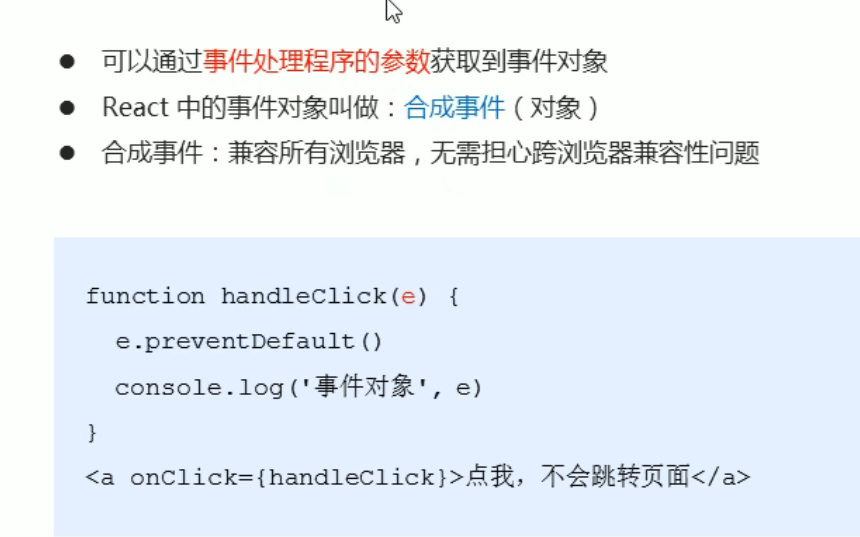 ● 可以通过事件处理程序的参数获取到事件对象
● React 中的事件对象叫做：合成事件（对象）
● 合成事件：兼容所有浏览器，无需担心跨浏览器兼容性问题
function handleClick(e) {
  e.preventDefault()
  console.log('事件对象', e)
}
<a onClick={handleClick}>点我，不会跳转页面</a>